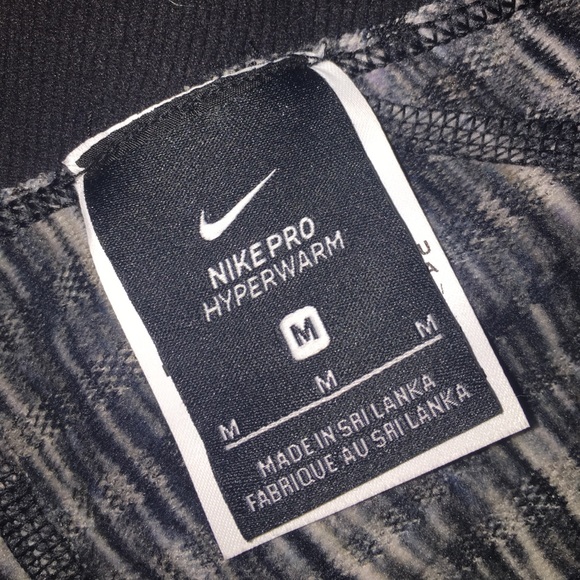 NIKE PRO
HYPERWARM
M
M M M
MADE IN SRI LANKA
FABRIQUE AU SRI LANKA
U
A